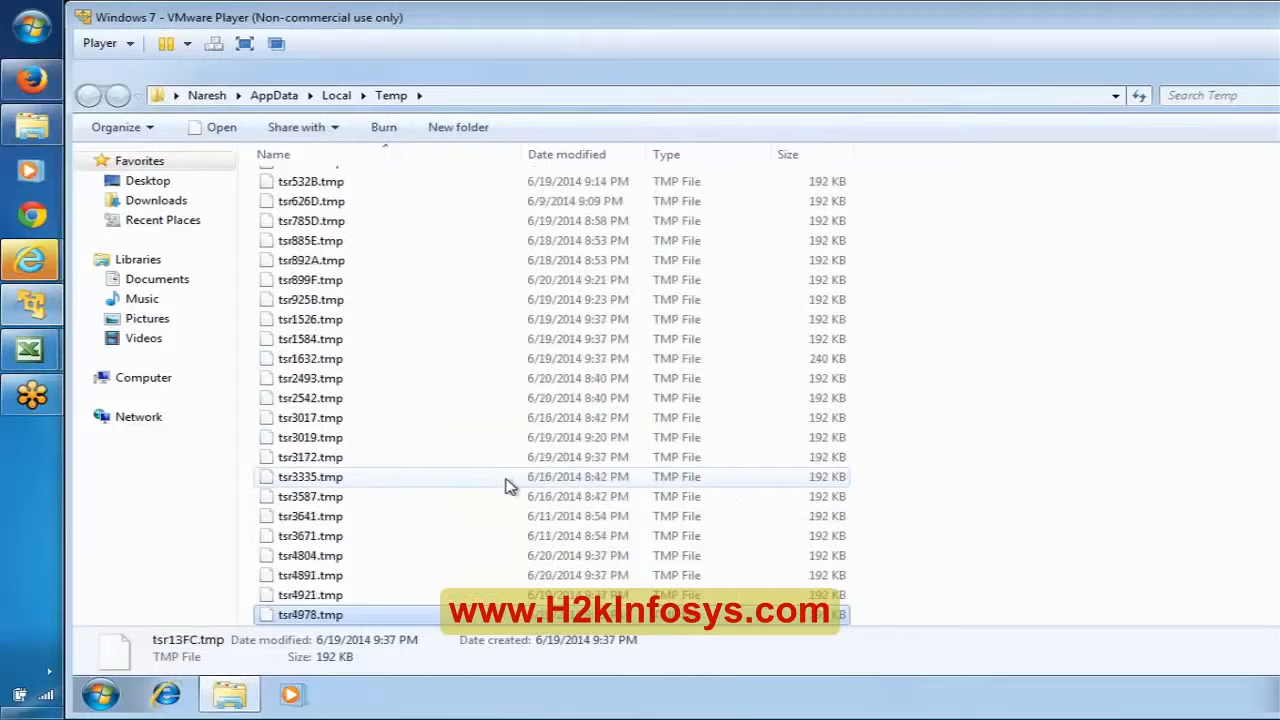 Windows 7 - VMware Player (Non-commercial use only)
Player
Naresh AppData Local Temp
Search Temp
Organize Open Share with Burn New folder
Name Date modified Type Size
Favorites
Desktop
Downloads
Recent Places
Libraries
Documents
Music
Pictures
Videos
Computer
Network
tsr532B.tmp 6/19/2014 9:14 PM TMP File 192 KB
tsr626D.tmp 6/9/2014 9:09 PM TMP File 192 KB
tsr785D.tmp 6/19/2014 8:58 PM TMP File 192 KB
tsr885E.tmp 6/18/2014 8:53 PM TMP File 192 KB
tsr892A.tmp 6/18/2014 8:53 PM TMP File 192 KB
tsr899F.tmp 6/20/2014 9:21 PM TMP File 192 KB
tsr925B.tmp 6/19/2014 9:23 PM TMP File 192 KB
tsr1526.tmp 6/19/2014 9:37 PM TMP File 192 KB
tsr1584.tmp 6/19/2014 9:37 PM TMP File 192 KB
tsr1632.tmp 6/19/2014 9:37 PM TMP File 240 KB
tsr2493.tmp 6/20/2014 8:40 PM TMP File 192 KB
tsr2542.tmp 6/20/2014 8:40 PM TMP File 192 KB
tsr3017.tmp 6/16/2014 8:42 PM TMP File 192 KB
tsr3019.tmp 6/19/2014 9:20 PM TMP File 192 KB
tsr3172.tmp 6/19/2014 9:37 PM TMP File 192 KB
tsr3335.tmp 6/16/2014 8:42 PM TMP File 192 KB
tsr3587.tmp 6/16/2014 8:42 PM TMP File 192 KB
tsr3641.tmp 6/11/2014 8:54 PM TMP File 192 KB
tsr3671.tmp 6/11/2014 8:54 PM TMP File 192 KB
tsr4804.tmp 6/20/2014 9:37 PM TMP File 192 KB
tsr4891.tmp 6/20/2014 9:37 PM TMP File 192 KB
tsr4921.tmp 192 KB
tsr4978.tmp 192 KB
www.H2kInfosys.com
tsr13FC.tmp Date modified: 6/19/2014 9:37 PM Date created: 6/19/2014 9:37 PM
TMP File Size: 192 KB